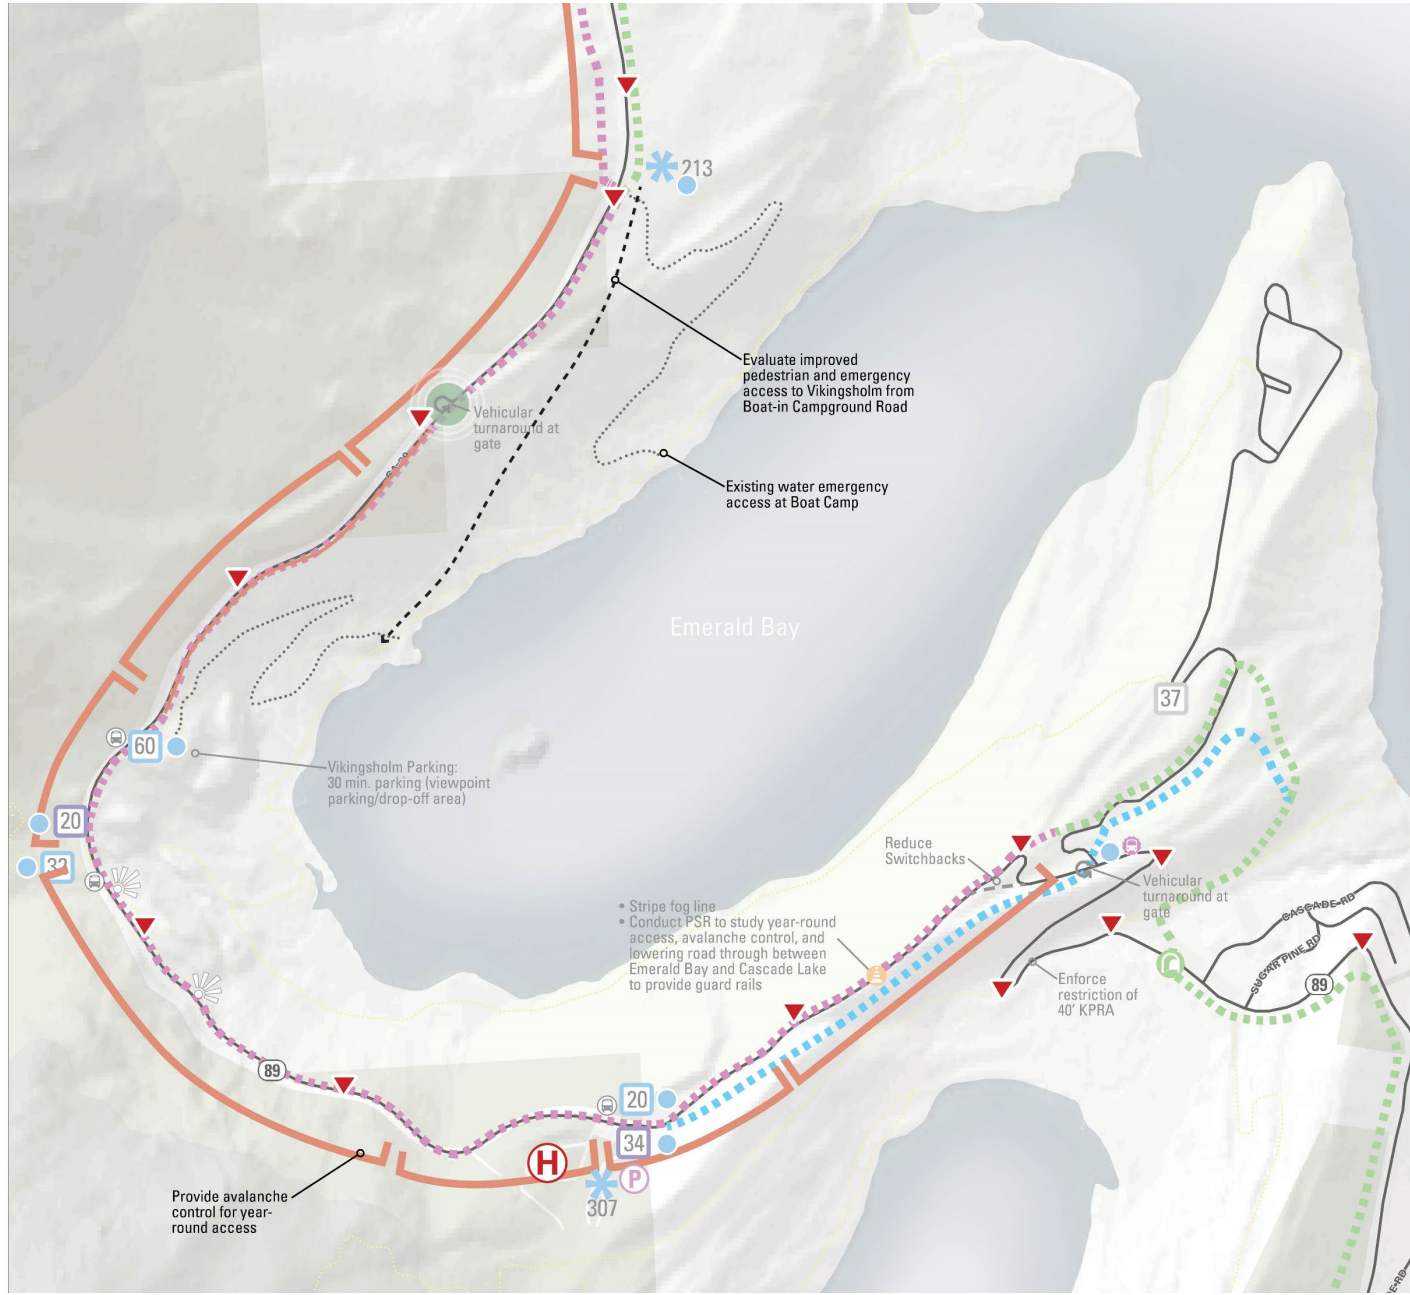 213
Evaluate improved
pedestrian and emergency
access to Vikingsholm from
Boat-in Campground Road
Vehicular
turnaround at
gate
Existing water emergency
access at Boat Camp
Emerald Bay
37
60
Vikingsholm Parking:
30 min. parking (viewpoint
parking/drop-off area)
20
32
Reduce
Switchbacks
Vehicular
turnaround at
gate
• Stripe fog line
• Conduct PSR to study year-round
access, avalanche control, and
lowering road through between
Emerald Bay and Cascade Lake
to provide guard rails
CASCADE RD
SUGAR PINE RD
89
Enforce
restriction of
40' KPRA
89
20
34
H
P
307
Provide avalanche
control for year-
round access